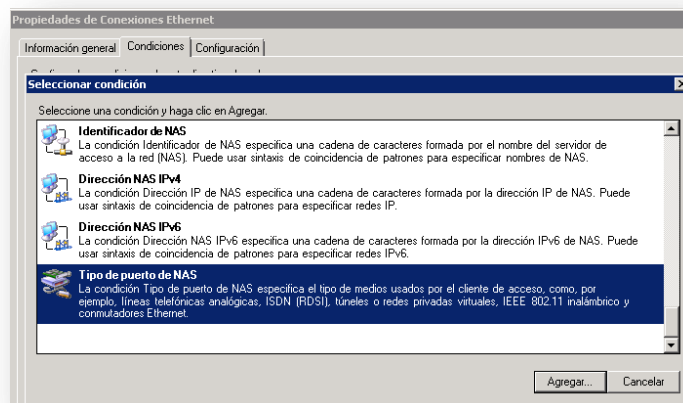 Propiedades de Conexiones Ethernet
Información general Condiciones Configuración
Seleccionar condición
Seleccione una condición y haga clic en Agregar.
Identificador de NAS
La condición Identificador de NAS especifica una cadena de caracteres formada por el nombre del servidor de
acceso a la red (NAS). Puede usar sintaxis de coincidencia de patrones para especificar nombres de NAS.
Dirección NAS IPv4
La condición Dirección IP de NAS especifica una cadena de caracteres formada por la dirección IP de NAS. Puede
usar sintaxis de coincidencia de patrones para especificar redes IP.
Dirección NAS IPv6
La condición Dirección NAS IPv6 especifica una cadena de caracteres formada por la dirección IPv6 de NAS. Puede
usar sintaxis de coincidencia de patrones para especificar redes IPv6.
Tipo de puerto de NAS
La condición Tipo de puerto de NAS especifica el tipo de medios usados por el cliente de acceso, como, por
ejemplo, líneas telefónicas analógicas, ISDN (RDSI), túneles o redes privadas virtuales, IEEE 802.11 inalámbrico y
conmutadores Ethernet.
Agregar... Cancelar